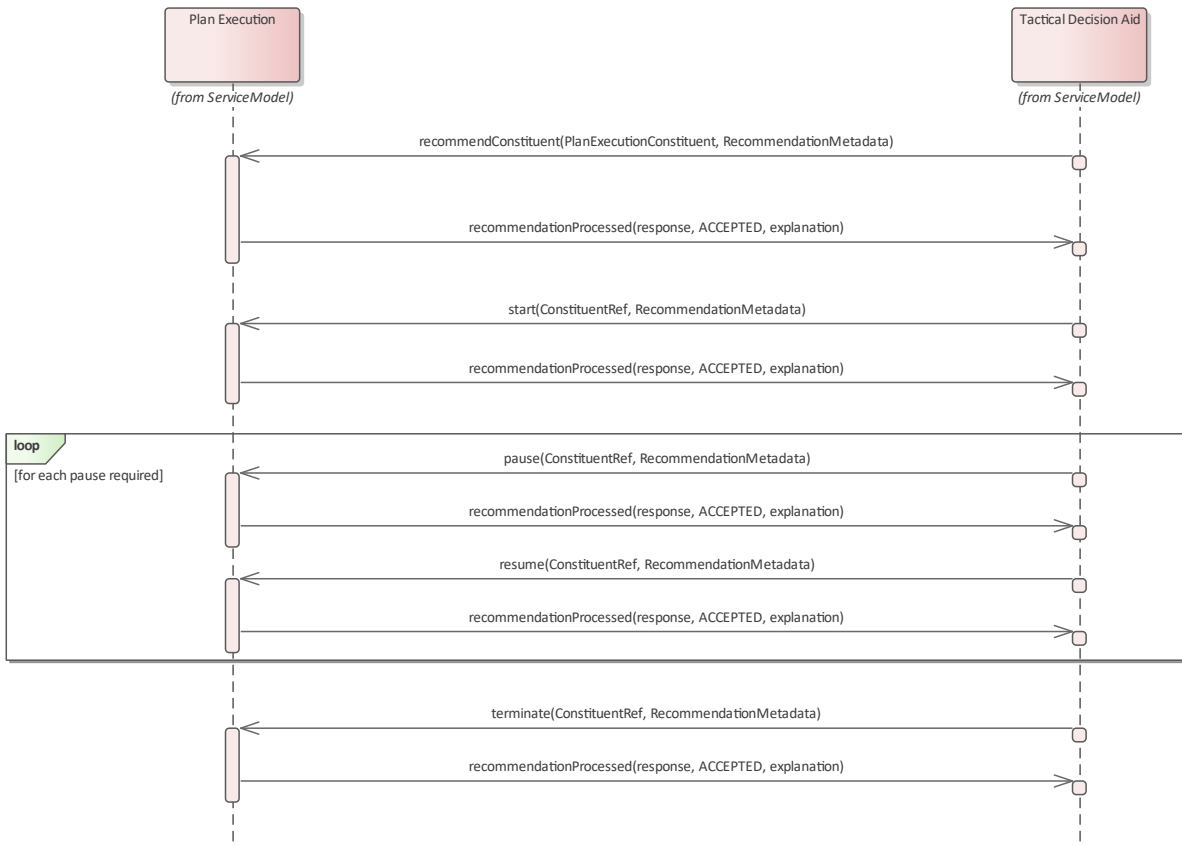 Plan Execution
Tactical Decision Aid
(from ServiceModel)
(from ServiceModel)
recommendConstituent(PlanExecutionConstituent, RecommendationMetadata)
recommendationProcessed(response, ACCEPTED, explanation)
start(ConstituentRef, RecommendationMetadata)
recommendationProcessed(response, ACCEPTED, explanation)
loop
[for each pause required]
pause(ConstituentRef, RecommendationMetadata)
recommendationProcessed(response, ACCEPTED, explanation)
resume(ConstituentRef, RecommendationMetadata)
recommendationProcessed(response, ACCEPTED, explanation)
terminate(ConstituentRef, RecommendationMetadata)
recommendationProcessed(response, ACCEPTED, explanation)